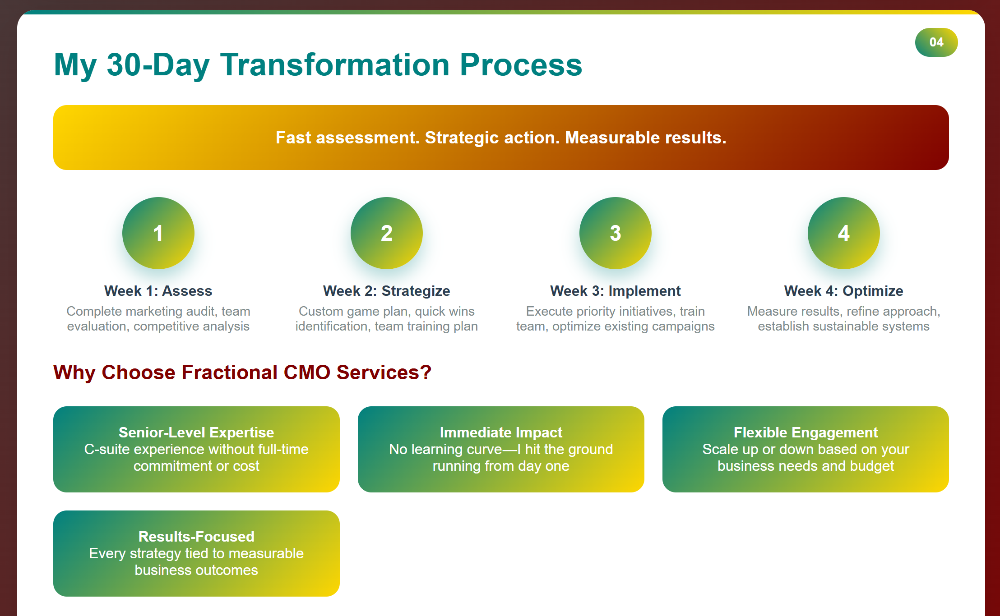 04
My 30-Day Transformation Process
Fast assessment. Strategic action. Measurable results.
1
Week 1: Assess
Complete marketing audit, team
evaluation, competitive analysis
2
Week 2: Strategize
Custom game plan, quick wins
identification, team training plan
3
Week 3: Implement
Execute priority initiatives, train
team, optimize existing campaigns
4
Week 4: Optimize
Measure results, refine approach,
establish sustainable systems
Why Choose Fractional CMO Services?
Senior-Level Expertise
C-suite experience without full-time
commitment or cost
Immediate Impact
No learning curve—I hit the ground
running from day one
Flexible Engagement
Scale up or down based on your
business needs and budget
Results-Focused
Every strategy tied to measurable
business outcomes